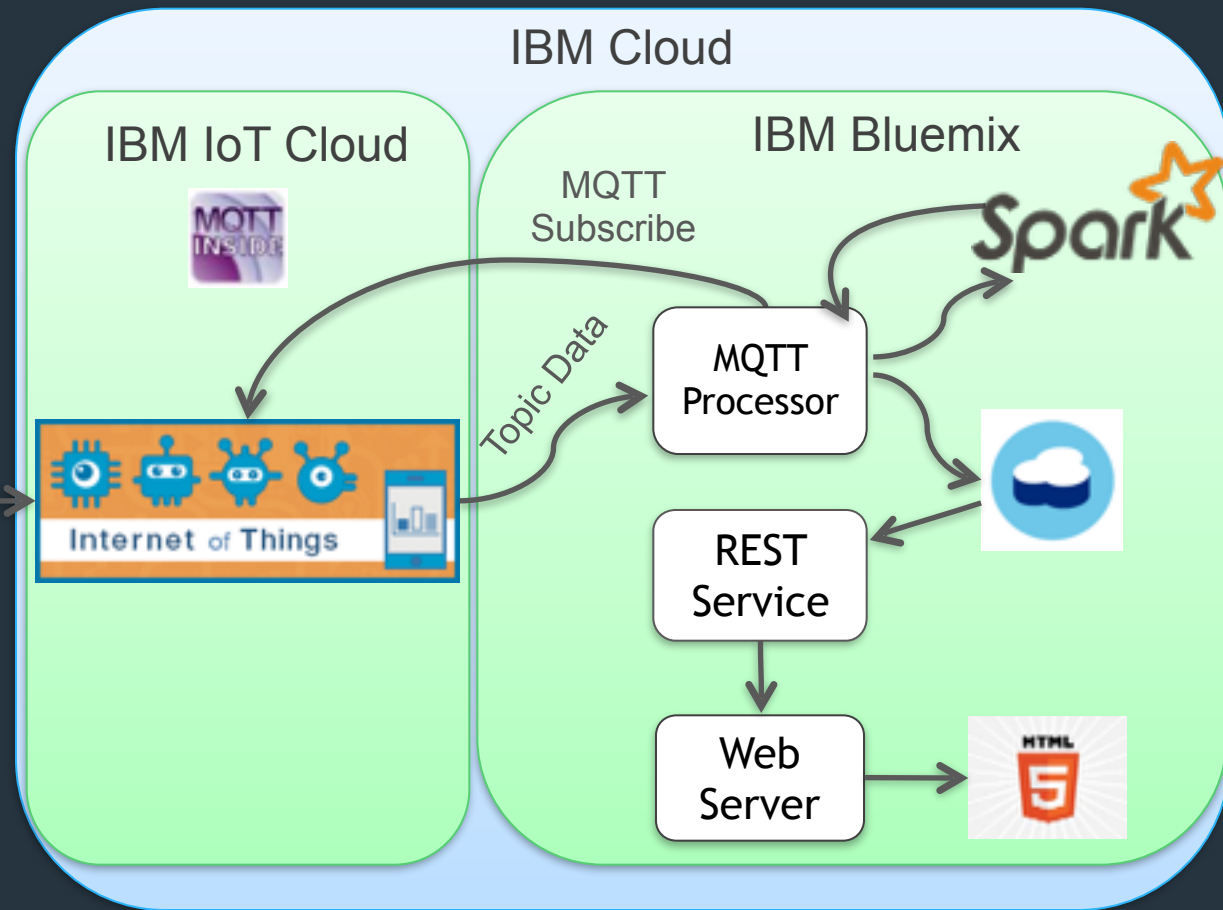 IBM Cloud
IBM IoT Cloud
MQTT
INSIDE
IBM Bluemix
MQTT
Subscribe
Spark
Topic Data
MQTT
Processor
Internet of Things
REST
Service
Web
Server
HTML
5